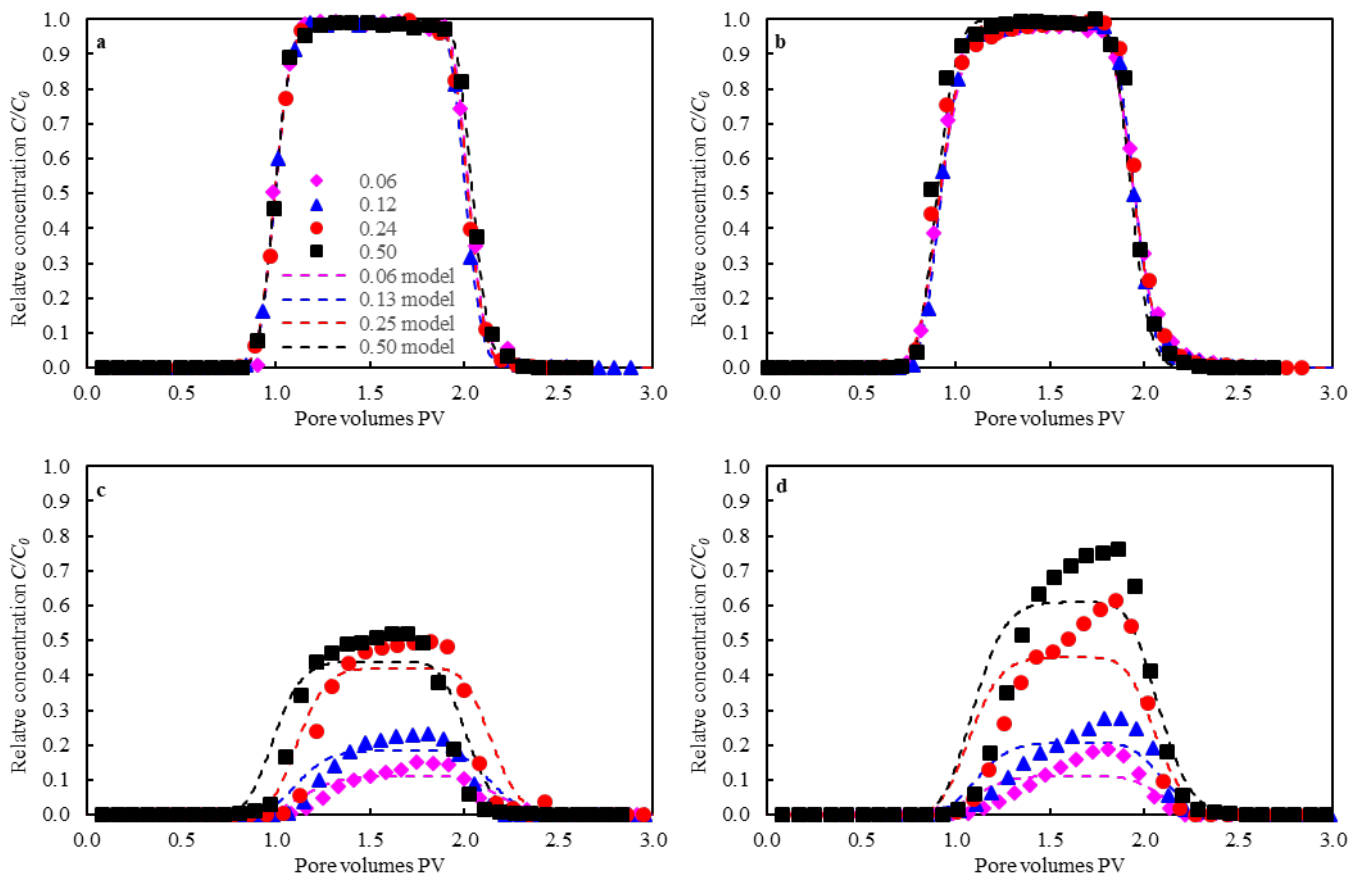 a
Relatve concentration C/C0
1.0
0.9
0.8
0.7
0.6
0.5
0.4
0.3
0.2
0.1
0.0
0.06
0.12
0.24
0.50
0.06 model
0.13 model
0.25 model
0.50 model
0.0 0.5 1.0 1.5 2.0 2.5 3.0
Pore volumes PV
b
Relatve concentration C/C0
1.0
0.9
0.8
0.7
0.6
0.5
0.4
0.3
0.2
0.1
0.0
0.0 0.5 1.0 1.5 2.0 2.5 3.0
Pore volumes PV
c
Relatve concentration C/C0
1.0
0.9
0.8
0.7
0.6
0.5
0.4
0.3
0.2
0.1
0.0
0.0 0.5 1.0 1.5 2.0 2.5 3.0
Pore volumes PV
d
Relatve concentration C/C0
1.0
0.9
0.8
0.7
0.6
0.5
0.4
0.3
0.2
0.1
0.0
0.0 0.5 1.0 1.5 2.0 2.5 3.0
Pore volumes PV